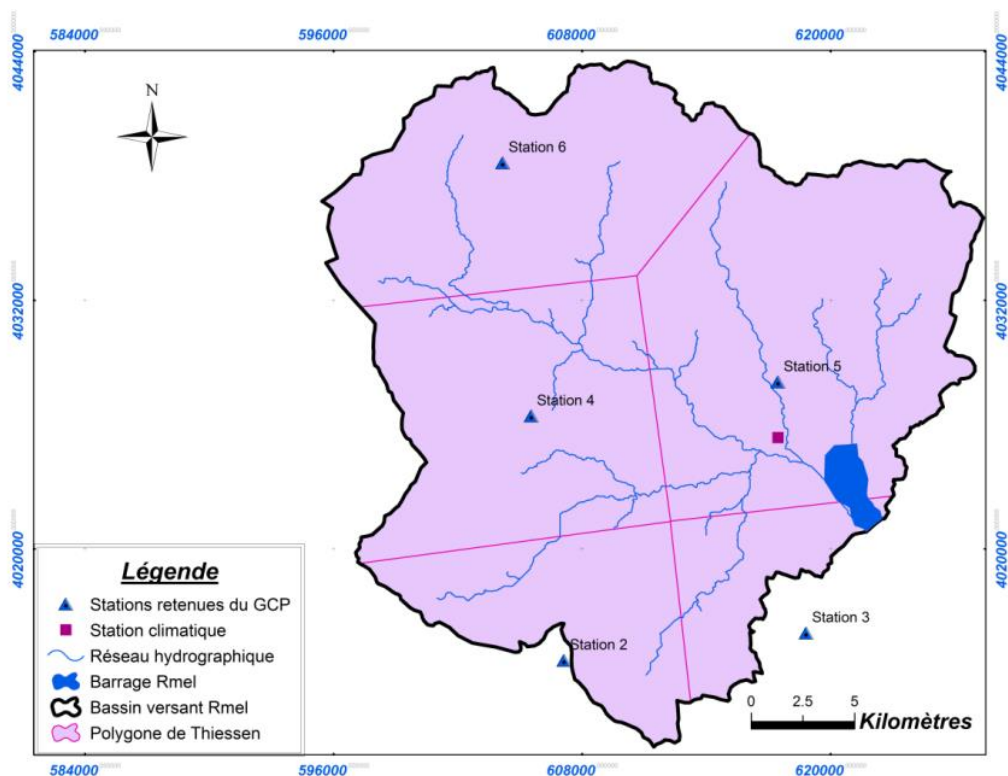 584000
596000
608000
620000
4044000
4044000
N
Station 6
4032000
4032000
Station 5
Station 4
4020000
4020000
Légende
Stations retenues du GCP
Station climatique
Réseau hydrographique
Barrage Rmel
Bassin versant Rmel
Polygone de Thiessen
Station 3
Station 2
0 2.5 5
Kilomètres
584000
596000
608000
620000